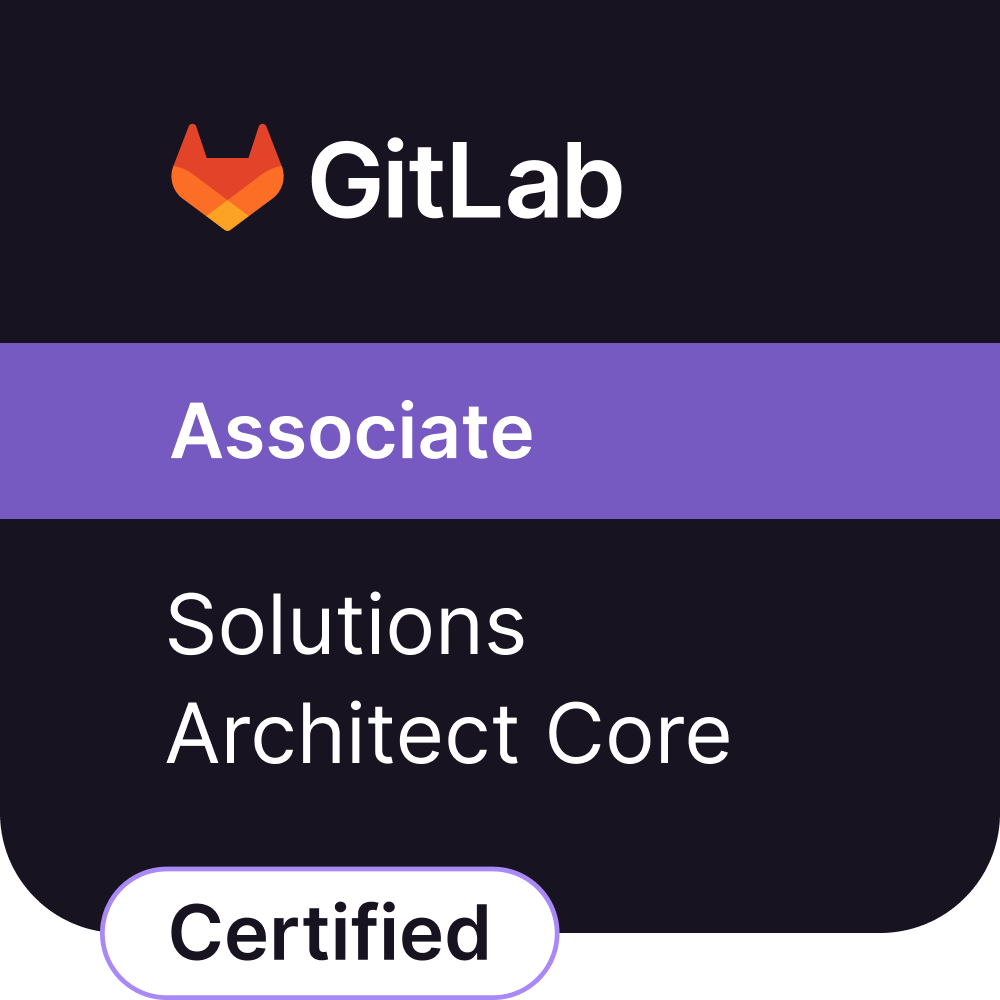 GitLab
Associate
Solutions
Architect Core
Certified